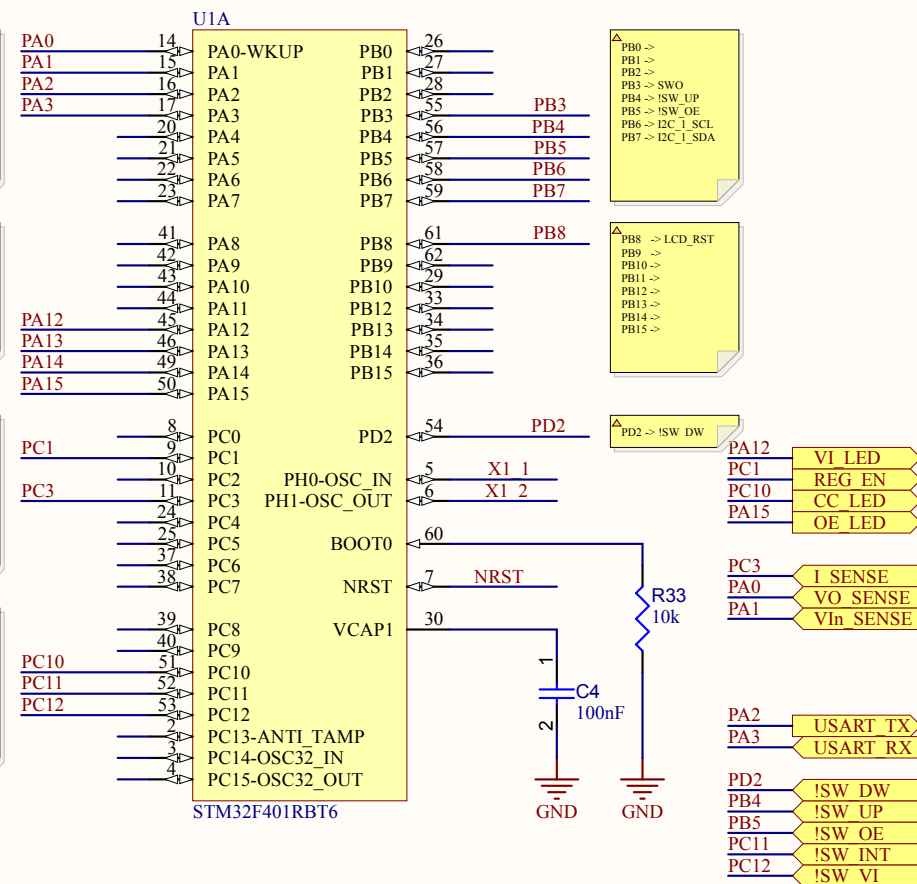 U1A
PA0 14 PA0-WKUP PB0 26
PA1 15 PA1 PB1 27
PA2 16 PA2 PB2 28
PA3 17 PA3 PB3 55 PB3
20 PA4 PB4 56 PB4
21 PA5 PB5 57 PB5
22 PA6 PB6 58 PB6
23 PA7 PB7 59 PB7
41 PA8 PB8 61 PB8
42 PA9 PB9 62
43 PA10 PB10 29
44 PA11 PB12 33
PA12 45 PA12 PB13 34
PA13 46 PA13 PB14 35
PA14 49 PA14 PB15 36
PA15 50 PA15
8 PC0 PD2 54 PD2
PC1 9 PC1
10 PC2 PH0-OSC_IN 5 X1_1
PC3 11 PC3 PH1-OSC_OUT 6 X1_2
24 PC4
25 PC5 BOOT0 60
37 PC6
38 PC7 NRST 7 NRST
39 PC8 VCAP1 30
40 PC9
PC10 51 PC10
PC11 52 PC11
PC12 53 PC12
2 PC13-ANTI_TAMP
3 PC14-OSC32_IN
4 PC15-OSC32_OUT
STM32F401RBT6
R33
10k
1
C4
100nF
2
GND
GND
PB0 ->
PB1 ->
PB2 ->
PB3 -> SWO
PB4 -> !SW_UP
PB5 -> !SW_OE
PB6 -> I2C_1_SCL
PB7 -> I2C_1_SDA
PB8 -> LCD_RST
PB9 ->
PB10 ->
PB11 ->
PB12 ->
PB13 ->
PB14 ->
PB15 ->
PD2 -> !SW_DW
PA12 VI_LED
PC1 REG_EN
PC10 CC_LED
PA15 OE_LED
PC3 I_SENSE
PA0 VO_SENSE
PA1 VIn_SENSE
PA2 USART_TX
PA3 USART_RX
PD2 !SW_DW
PB4 !SW_UP
PB5 !SW_OE
PC11 !SW_INT
PC12 !SW_VI